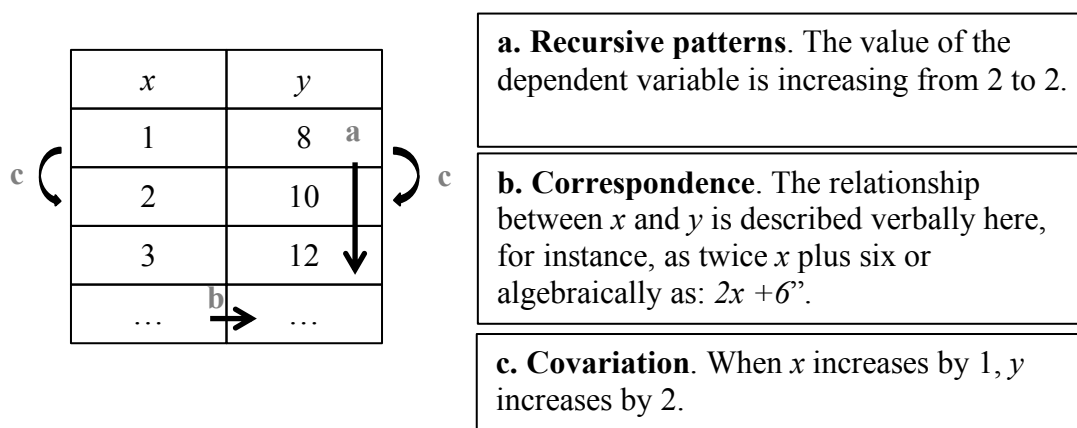 x y
1 8 a
c c
2 10
3 12
b
… …
a. Recursive patterns. The value of the
dependent variable is increasing from 2 to 2.
b. Correspondence. The relationship
between x and y is described verbally here,
for instance, as twice x plus six or
algebraically as: 2x +6”.
c. Covariation. When x increases by 1, y
increases by 2.